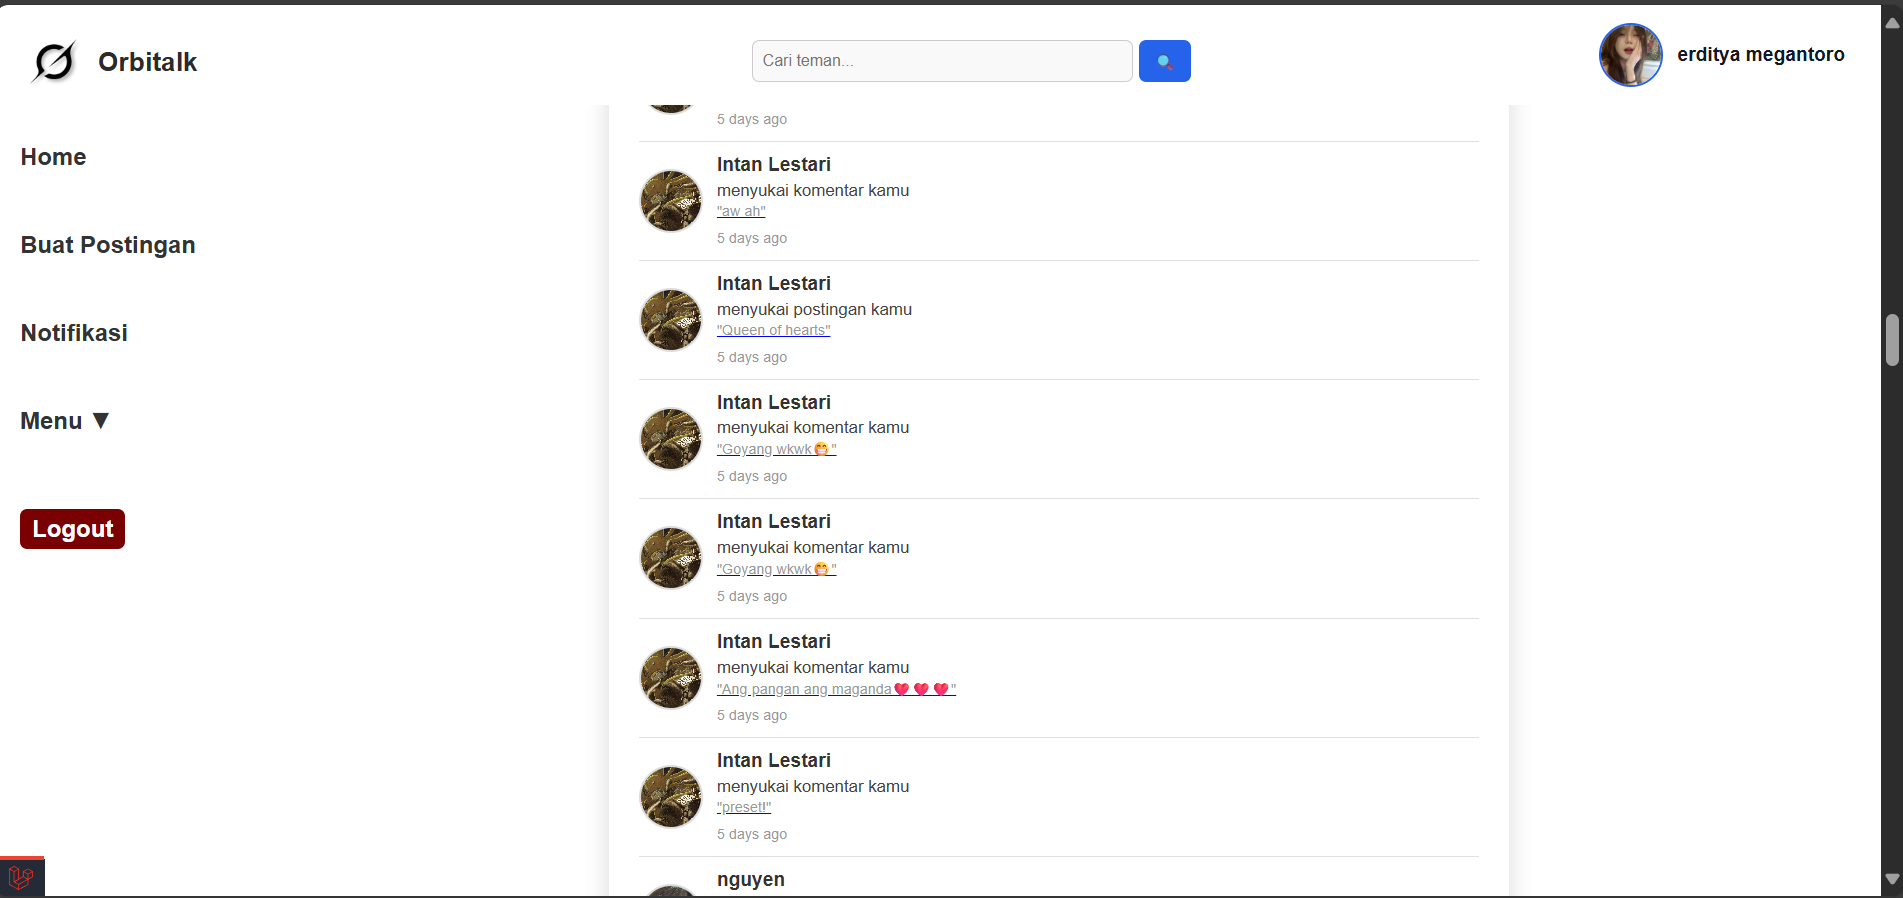 Orbitalk
Cari teman...
erditya megantoro
Home
Buat Postingan
Notifikasi
Menu ▼
Logout
5 days ago
Intan Lestari
menyukai komentar kamu
"aw ah"
5 days ago
Intan Lestari
menyukai postingan kamu
"Queen of hearts"
5 days ago
Intan Lestari
menyukai komentar kamu
"Goyang wkwk😁"
5 days ago
Intan Lestari
menyukai komentar kamu
"Goyang wkwk😁"
5 days ago
Intan Lestari
menyukai komentar kamu
"Ang pangan ang maganda💔💔💔"
5 days ago
Intan Lestari
menyukai komentar kamu
"preset!"
5 days ago
nguyen